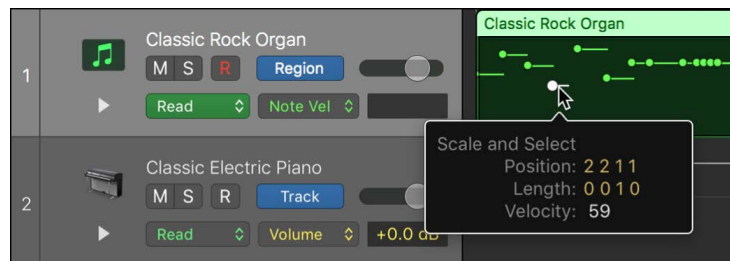 Classic Rock Organ
Classic Rock Organ
M S R Region
1
Read Note Vel
Scale and Select
Position: 2 2 1 1
Length: 0 0 1 0
Velocity: 59
Classic Electric Piano
M S R Track
2
Read Volume +0.0 dB